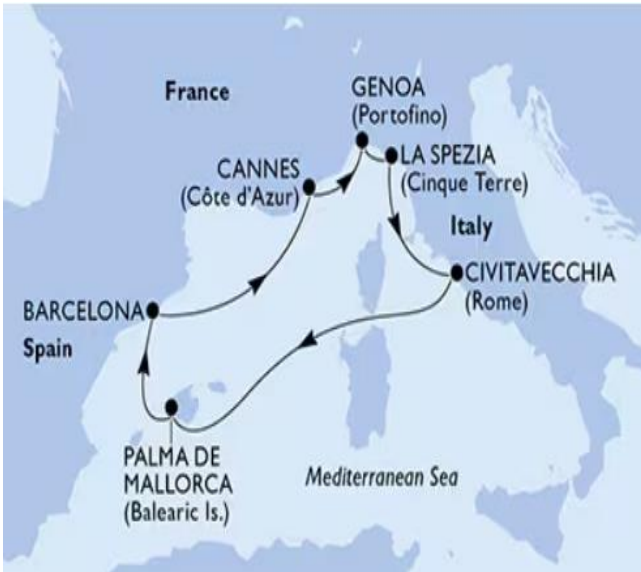 France
GENOA
(Portofino)
CANNES
(Côte d'Azur)
LA SPEZIA
(Cinque Terre)
Italy
CIVITAVECCHIA
(Rome)
BARCELONA
Spain
PALMA DE
MALLORCA
(Balearic Is.)
Mediterranean Sea